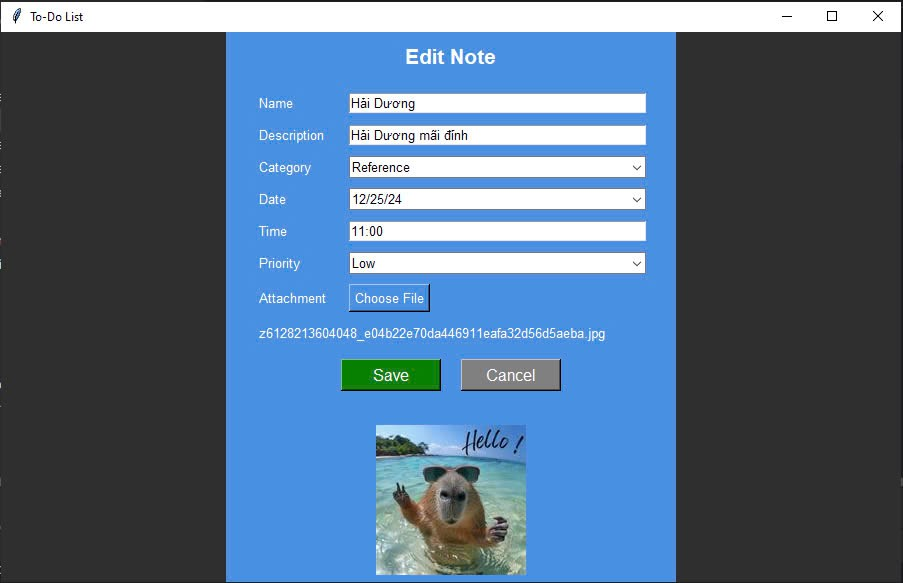 To-Do List
Edit Note
Name Hải Dương
Description Hải Dương mãi đỉnh
Category Reference
Date 12/25/24
Time 11:00
Priority Low
Attachment Choose File
z6128213604048_e04b22e70da446911eafa32d56d5aeba.jpg
Save Cancel
Hello !